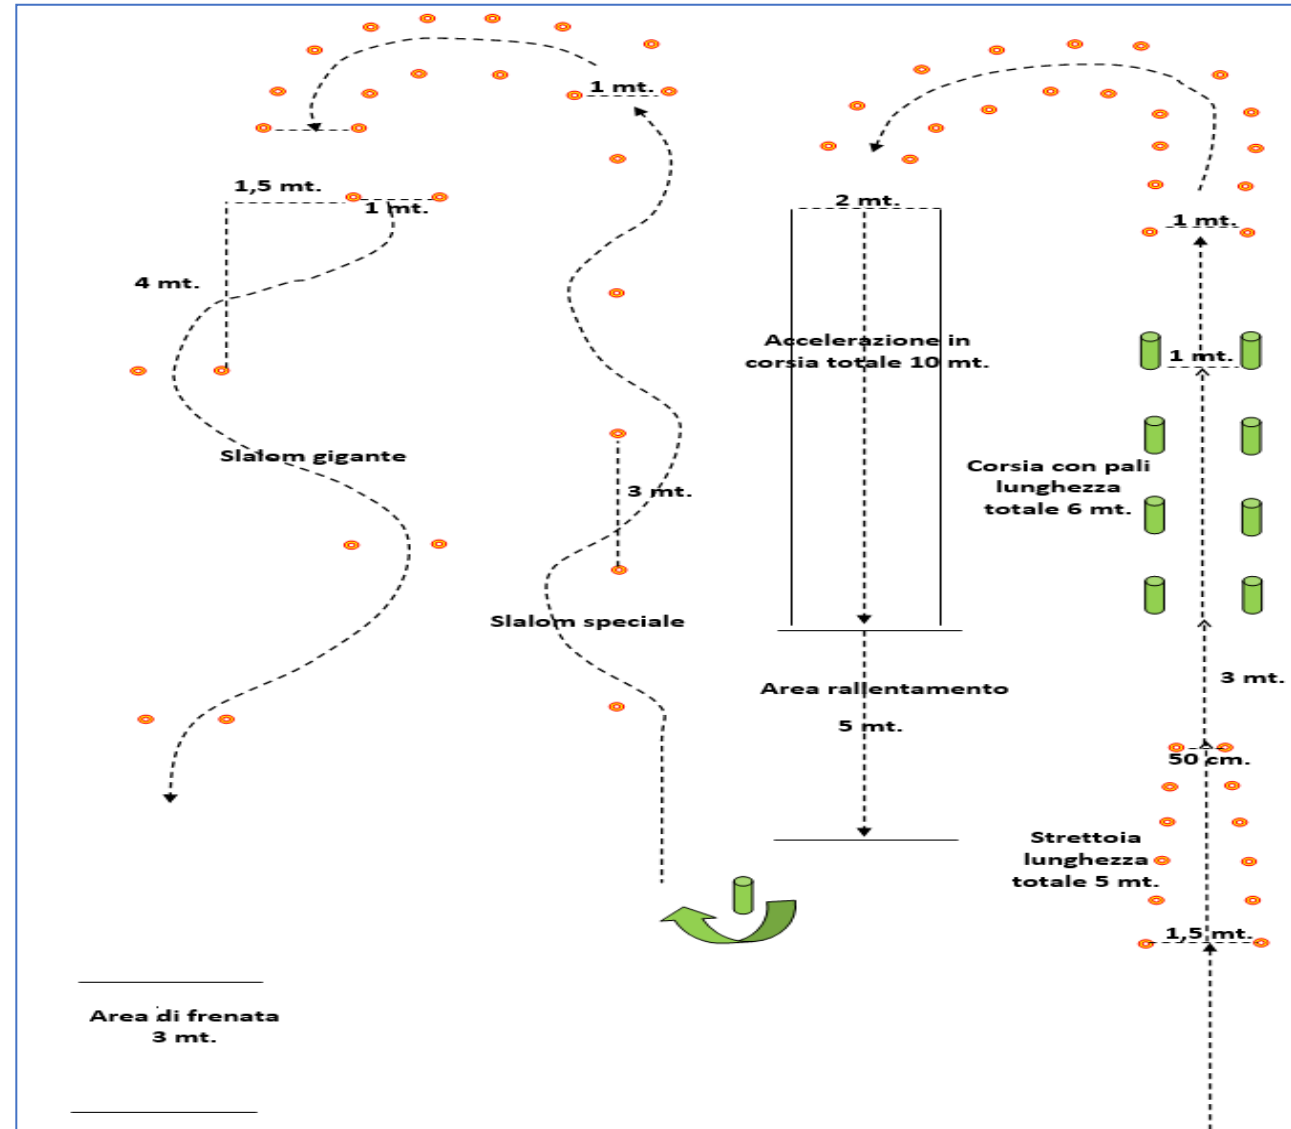 1 mt.
1,5 mt.
1 mt.
4 mt.
Slalom gigante
3 mt.
Slalom speciale
Area di frenata
3 mt.
2 mt.
Accelerazione in
corsia totale 10 mt.
Area rallentamento
5 mt.
1 mt.
1 mt.
Corsia con pali
lunghezza
totale 6 mt.
3 mt.
50 cm.
Strettoia
lunghezza
totale 5 mt.
1,5 mt.